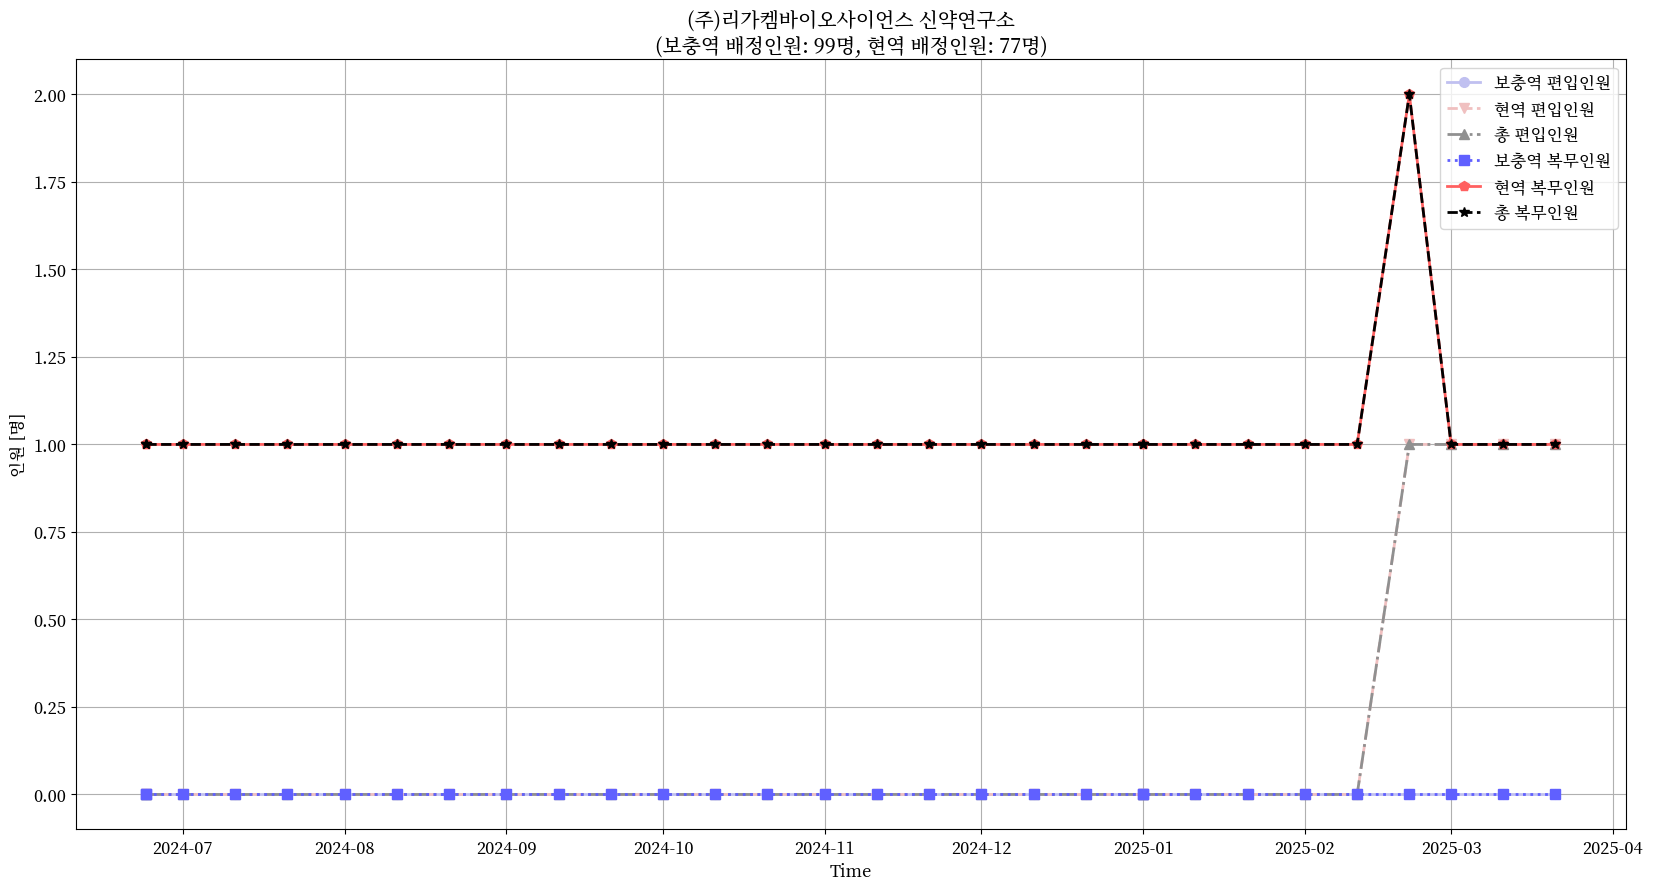 (주)리가켐바이오사이언스 신약연구소
(보충역 배정인원: 99명, 현역 배정인원: 77명)
보충역 편입인원
현역 편입인원
총 편입인원
보충역 복무인원
현역 복무인원
총 복무인원
인원 [명]
2.00
1.75
1.50
1.25
1.00
0.75
0.50
0.25
0.00
2024-07
2024-08
2024-09
2024-10
2024-11
2024-12
2025-01
2025-02
2025-03
2025-04
Time